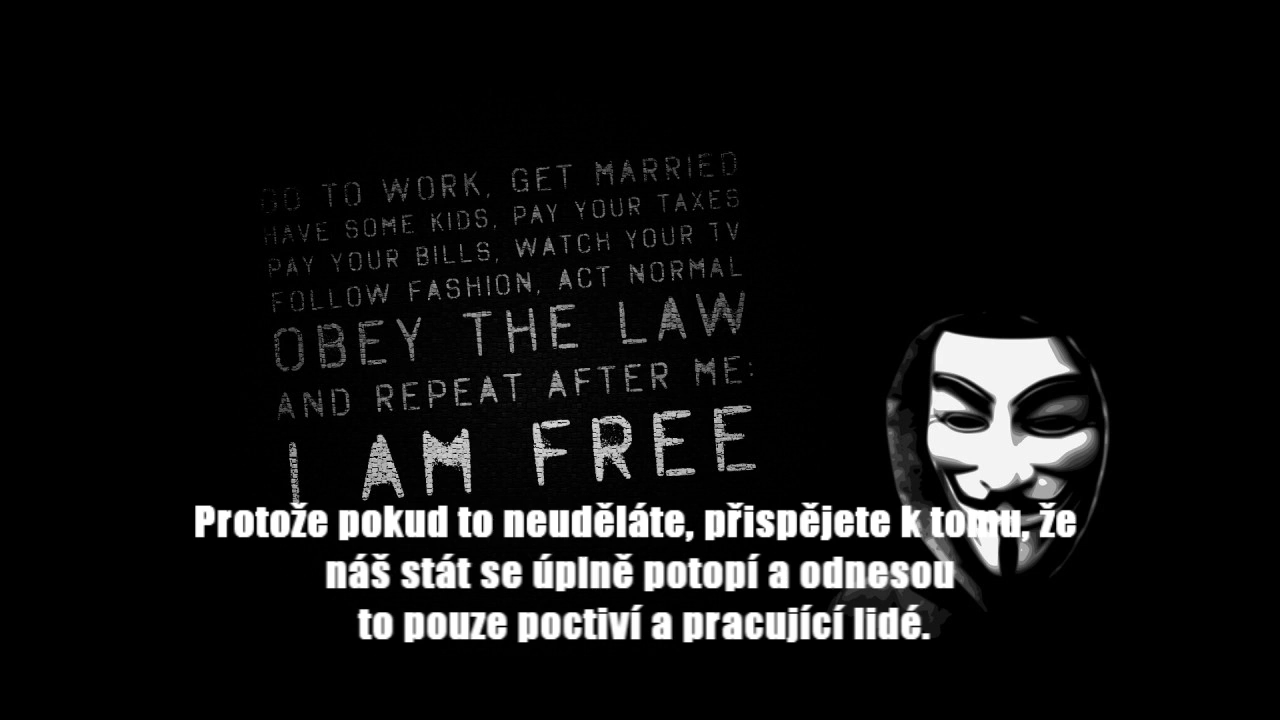 GO TO WORK, GET MARRIED
HAVE SOME KIDS, PAY YOUR TAXES
PAY YOUR BILLS, WATCH YOUR TV
FOLLOW FASHION, ACT NORMAL
OBEY THE LAW
AND REPEAT AFTER ME:
I AM FREE
Protože pokud to neuděláte, přispějete k tomu, že
náš stát se úplně potopí a odnesou
to pouze poctiví a pracující lidé.